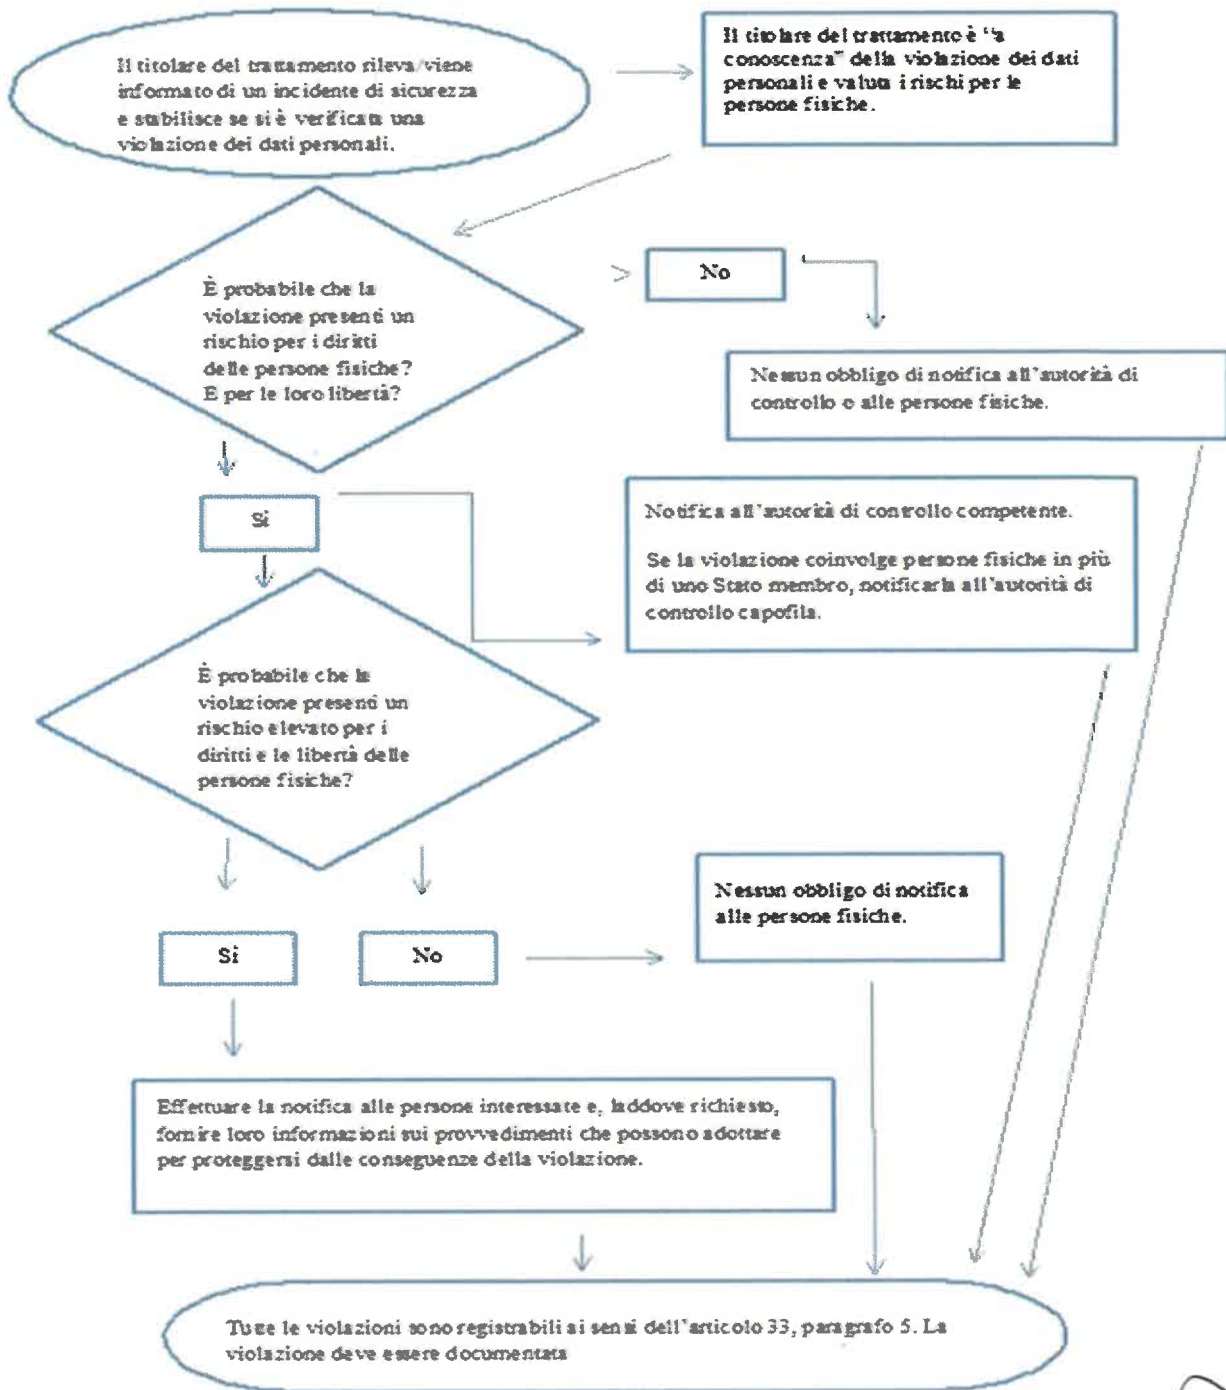 Il titolare del trattamento rileva/viene
informato di un incidente di sicurezza
e stabilisce se si è verificata una
violazione dei dati personali.
Il titolare del trattamento è "a
conoscenza" della violazione dei dati
personali e valuta i rischi per le
persone fisiche.
È probabile che la
violazione presenti un
rischio per i diritti
delle persone fisiche?
E per le loro libertà?
No
Nessun obbligo di notifica all'autorità di
controllo o alle persone fisiche.
Si
Notifica all'autorità di controllo competente.
Se la violazione coinvolge persone fisiche in più
di uno Stato membro, notificarla all'autorità di
controllo capofila.
È probabile che la
violazione presenti un
rischio elevato per i
diritti e le libertà delle
persone fisiche?
Nessun obbligo di notifica
alle persone fisiche.
Si
No
Effettuare la notifica alle persone interessate e, laddove richiesto,
fornire loro informazioni sui provvedimenti che possono adottare
per proteggersi dalle conseguenze della violazione.
Tutte le violazioni sono registrabili ai sensi dell'articolo 33, paragrafo 5. La
violazione deve essere documentata